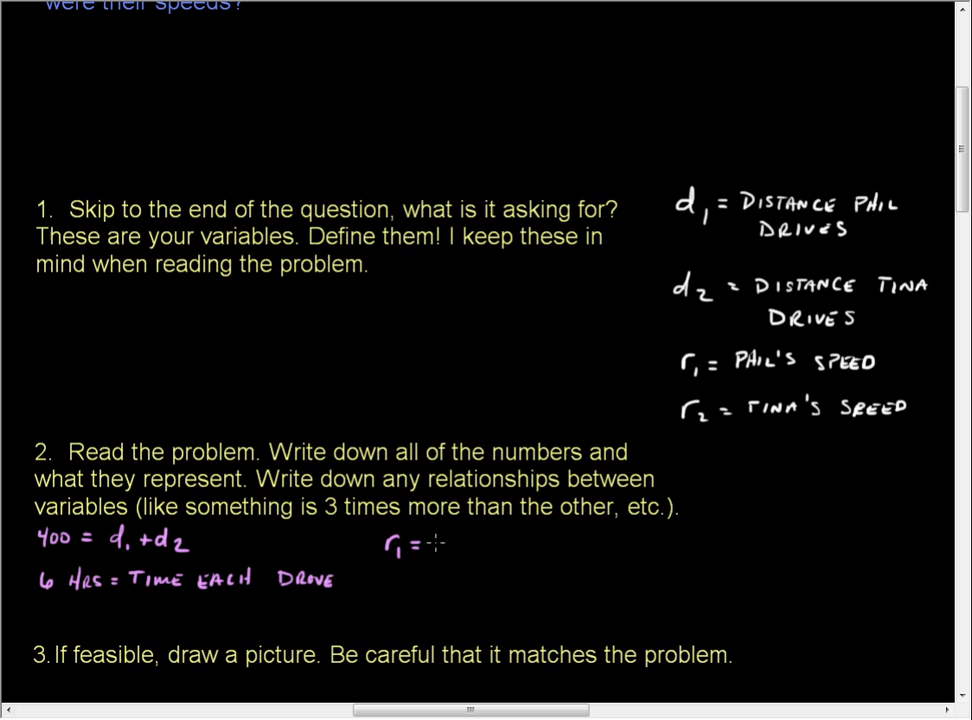 were their speeds?
1. Skip to the end of the question, what is it asking for?
These are your variables. Define them! I keep these in
mind when reading the problem.
d1 = DISTANCE PHIL
DRIVES
d2 = DISTANCE TINA
DRIVES
r1 = PHIL'S SPEED
r2 = TINA'S SPEED
2. Read the problem. Write down all of the numbers and
what they represent. Write down any relationships between
variables (like something is 3 times more than the other, etc.).
400 = d1 + d2
r1 =
6 HRS = TIME EACH DROVE
3. If feasible, draw a picture. Be careful that it matches the problem.